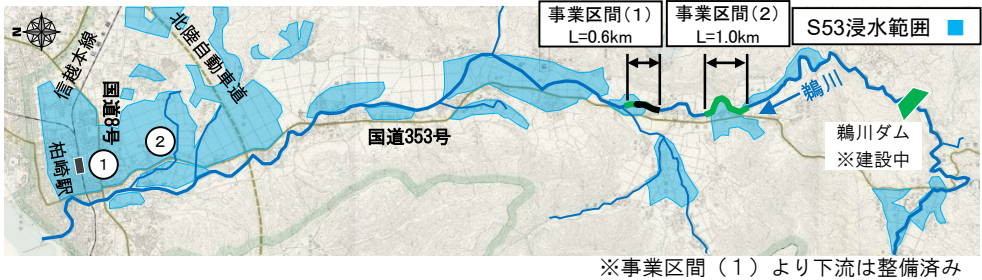 事業区間(1)
L=0.6km
事業区間(2)
L=1.0km
S53浸水範囲
N
信越本線
北陸自動車道
国道8号
①
②
柏崎駅
国道353号
鵜川
鵜川ダム
※建設中
※事業区間（1）より下流は整備済み